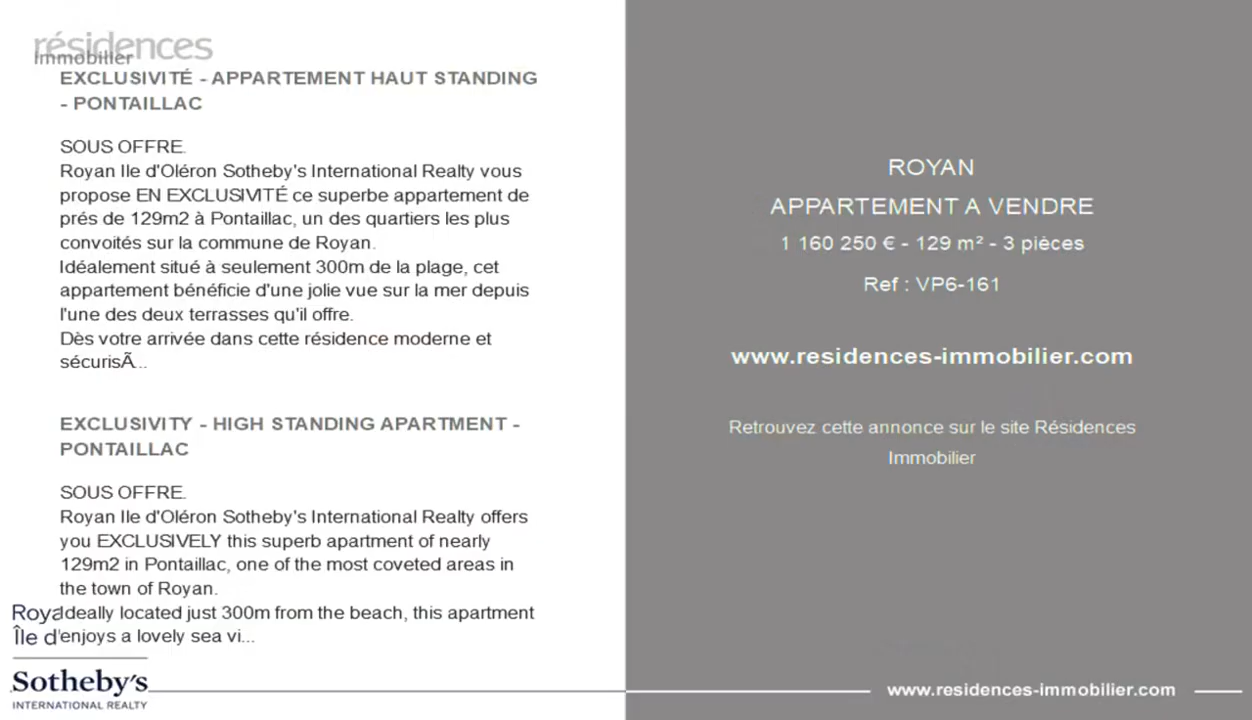 résidences
Immobilier
EXCLUSIVITÉ - APPARTEMENT HAUT STANDING
- PONTAILLAC
SOUS OFFRE.
Royan Ile d'Oléron Sotheby's International Realty vous
propose EN EXCLUSIVITÉ ce superbe appartement de
prés de 129m2 à Pontaillac, un des quartiers les plus
convoités sur la commune de Royan.
Idéalement situé à seulement 300m de la plage, cet
appartement bénéficie d'une jolie vue sur la mer depuis
l'une des deux terrasses qu'il offre.
Dès votre arrivée dans cette résidence moderne et
sécurisÃ...
EXCLUSIVITY - HIGH STANDING APARTMENT -
PONTAILLAC
SOUS OFFRE.
Royan Ile d'Oléron Sotheby's International Realty offers
you EXCLUSIVELY this superb apartment of nearly
129m2 in Pontaillac, one of the most coveted areas in
the town of Royan.
Ideally located just 300m from the beach, this apartment
enjoys a lovely sea vi...
Roya
Île d'
Sotheby's
INTERNATIONAL REALTY
ROYAN
APPARTEMENT A VENDRE
1 160 250 € - 129 m² - 3 pièces
Ref : VP6-161
www.residences-immobilier.com
Retrouvez cette annonce sur le site Résidences
Immobilier
www.residences-immobilier.com